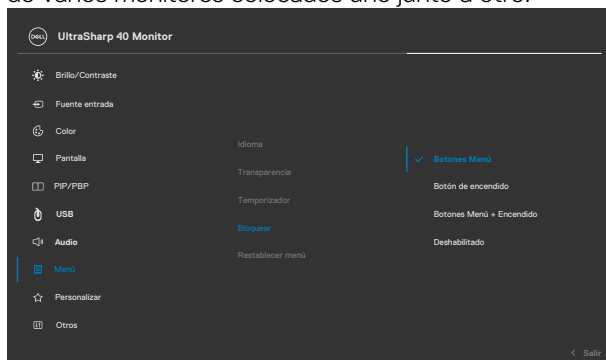 de varios monitores colocados uno junto a otro.
DELL
UltraSharp 40 Monitor
Brillo/Contraste
Fuente entrada
Color
Pantalla
PIP/PBP
USB
Audio
Menú
Personalizar
Otros
Idioma
Transparencia
Temporizador
Bloquear
Restablecer menú
Botones Menú
Botón de encendido
Botones Menú + Encendido
Deshabilitado
Salir